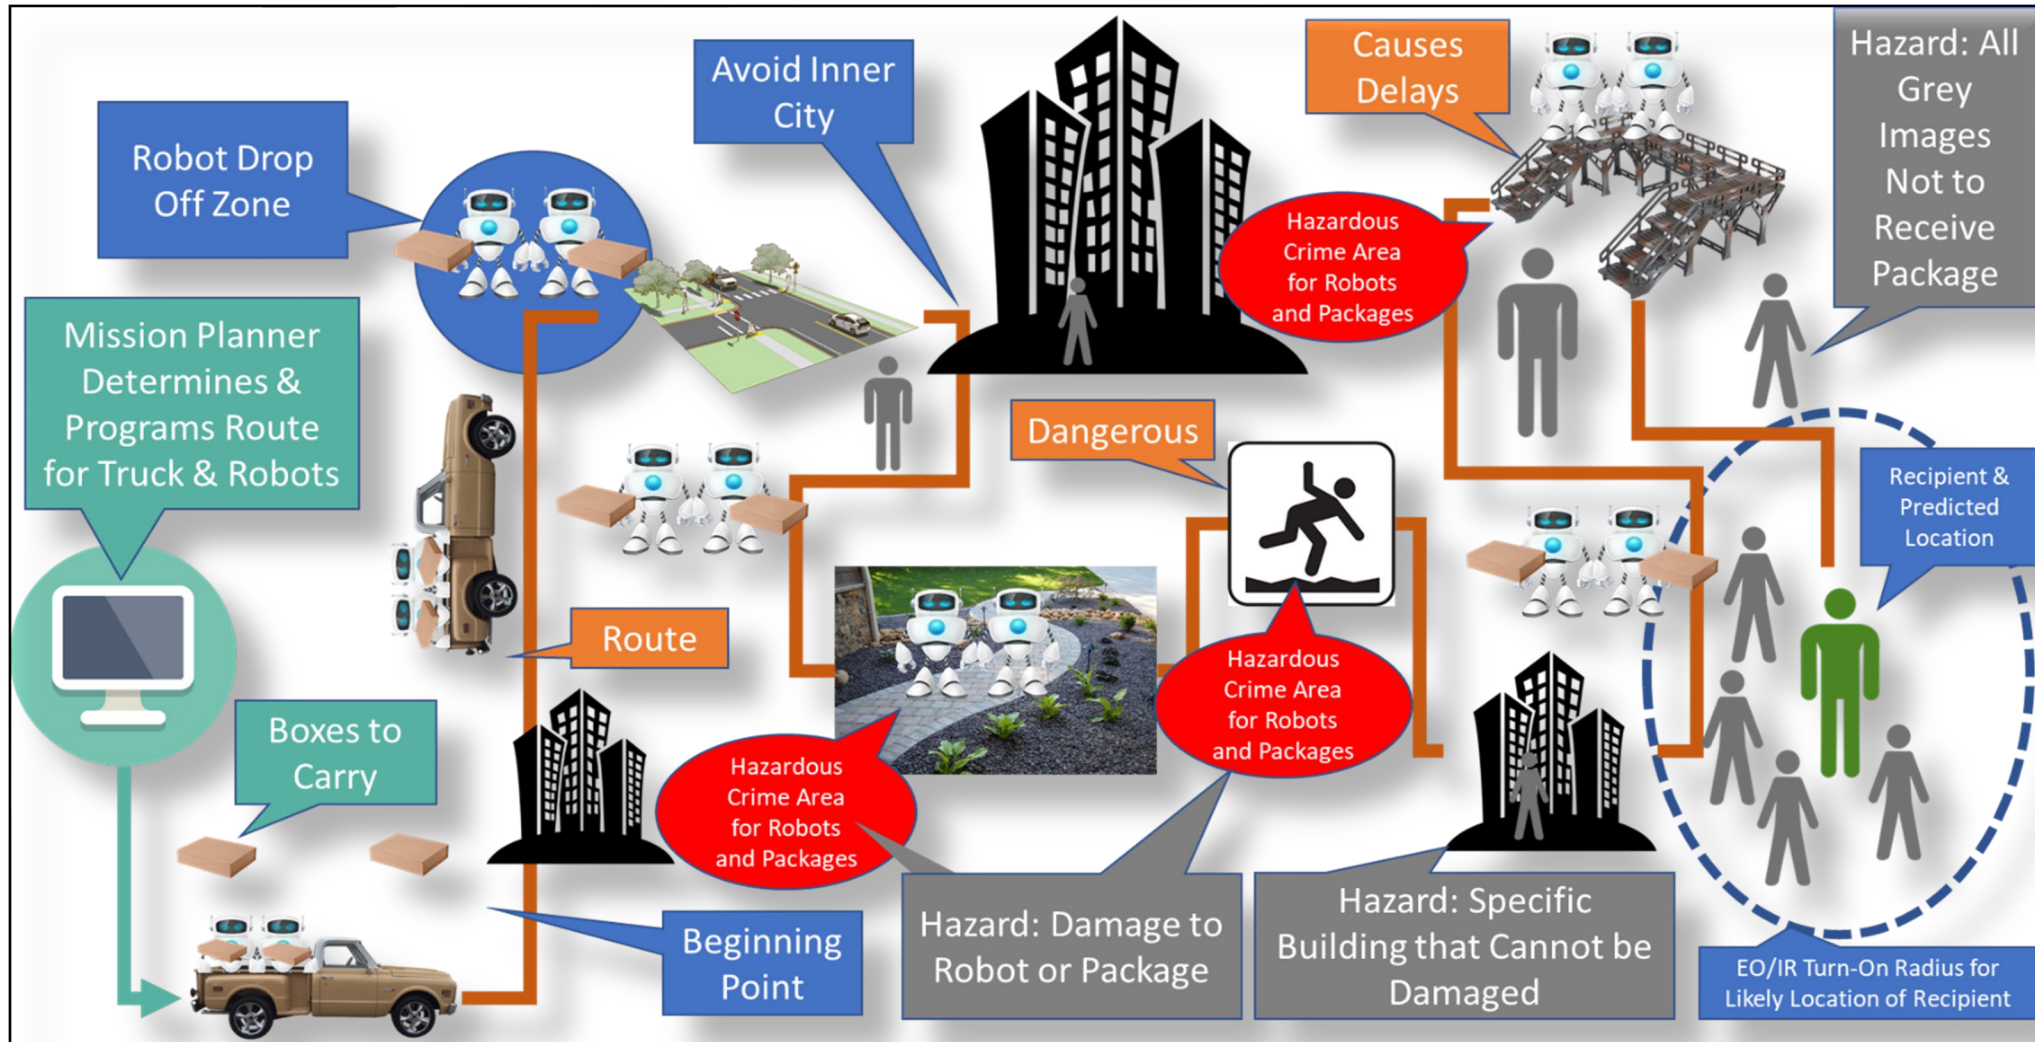 Robot Drop
Off Zone
Avoid Inner
City
Causes
Delays
Hazard: All
Grey
Images
Not to
Receive
Package
Hazardous
Crime Area
for Robots
and Packages
Mission Planner
Determines &
Programs Route
for Truck & Robots
Dangerous
Recipient &
Predicted
Location
Route
Hazardous
Crime Area
for Robots
and Packages
Boxes to
Carry
Hazardous
Crime Area
for Robots
and Packages
Beginning
Point
Hazard: Damage to
Robot or Package
Hazard: Specific
Building that Cannot be
Damaged
EO/IR Turn-On Radius for
Likely Location of Recipient